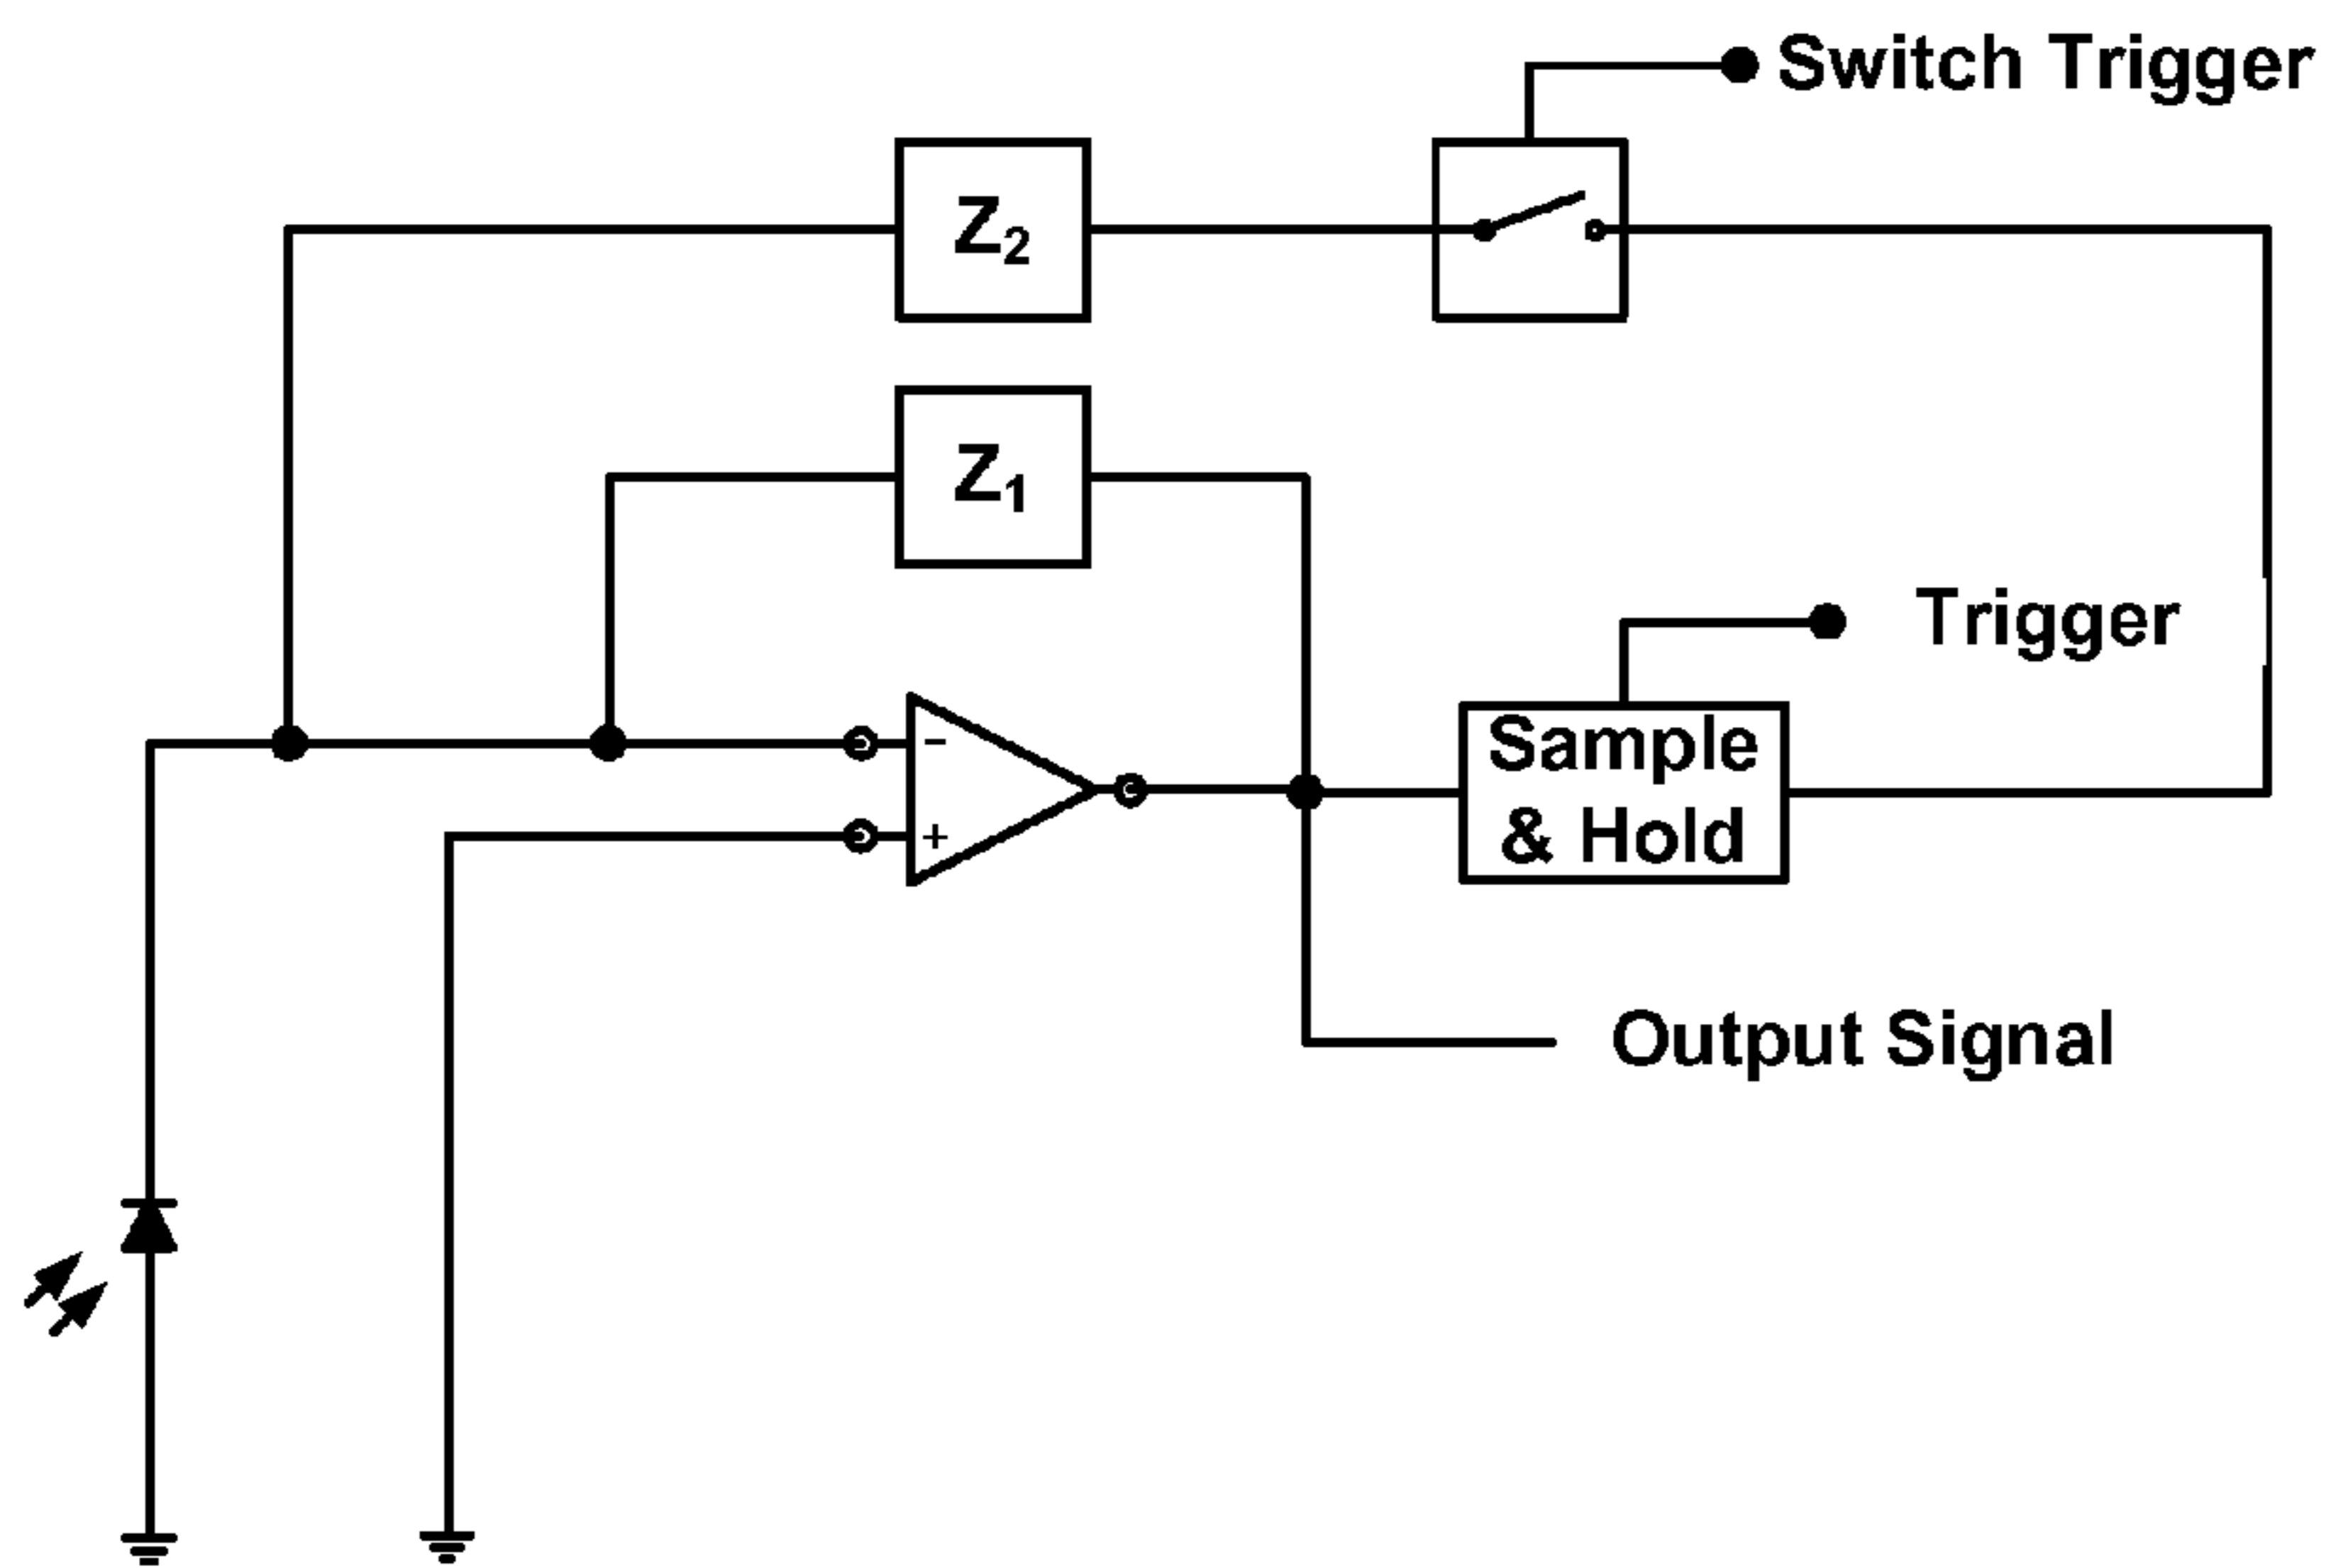 Switch Trigger
Z₂
Z₁
Trigger
Sample
& Hold
-
+
Output Signal